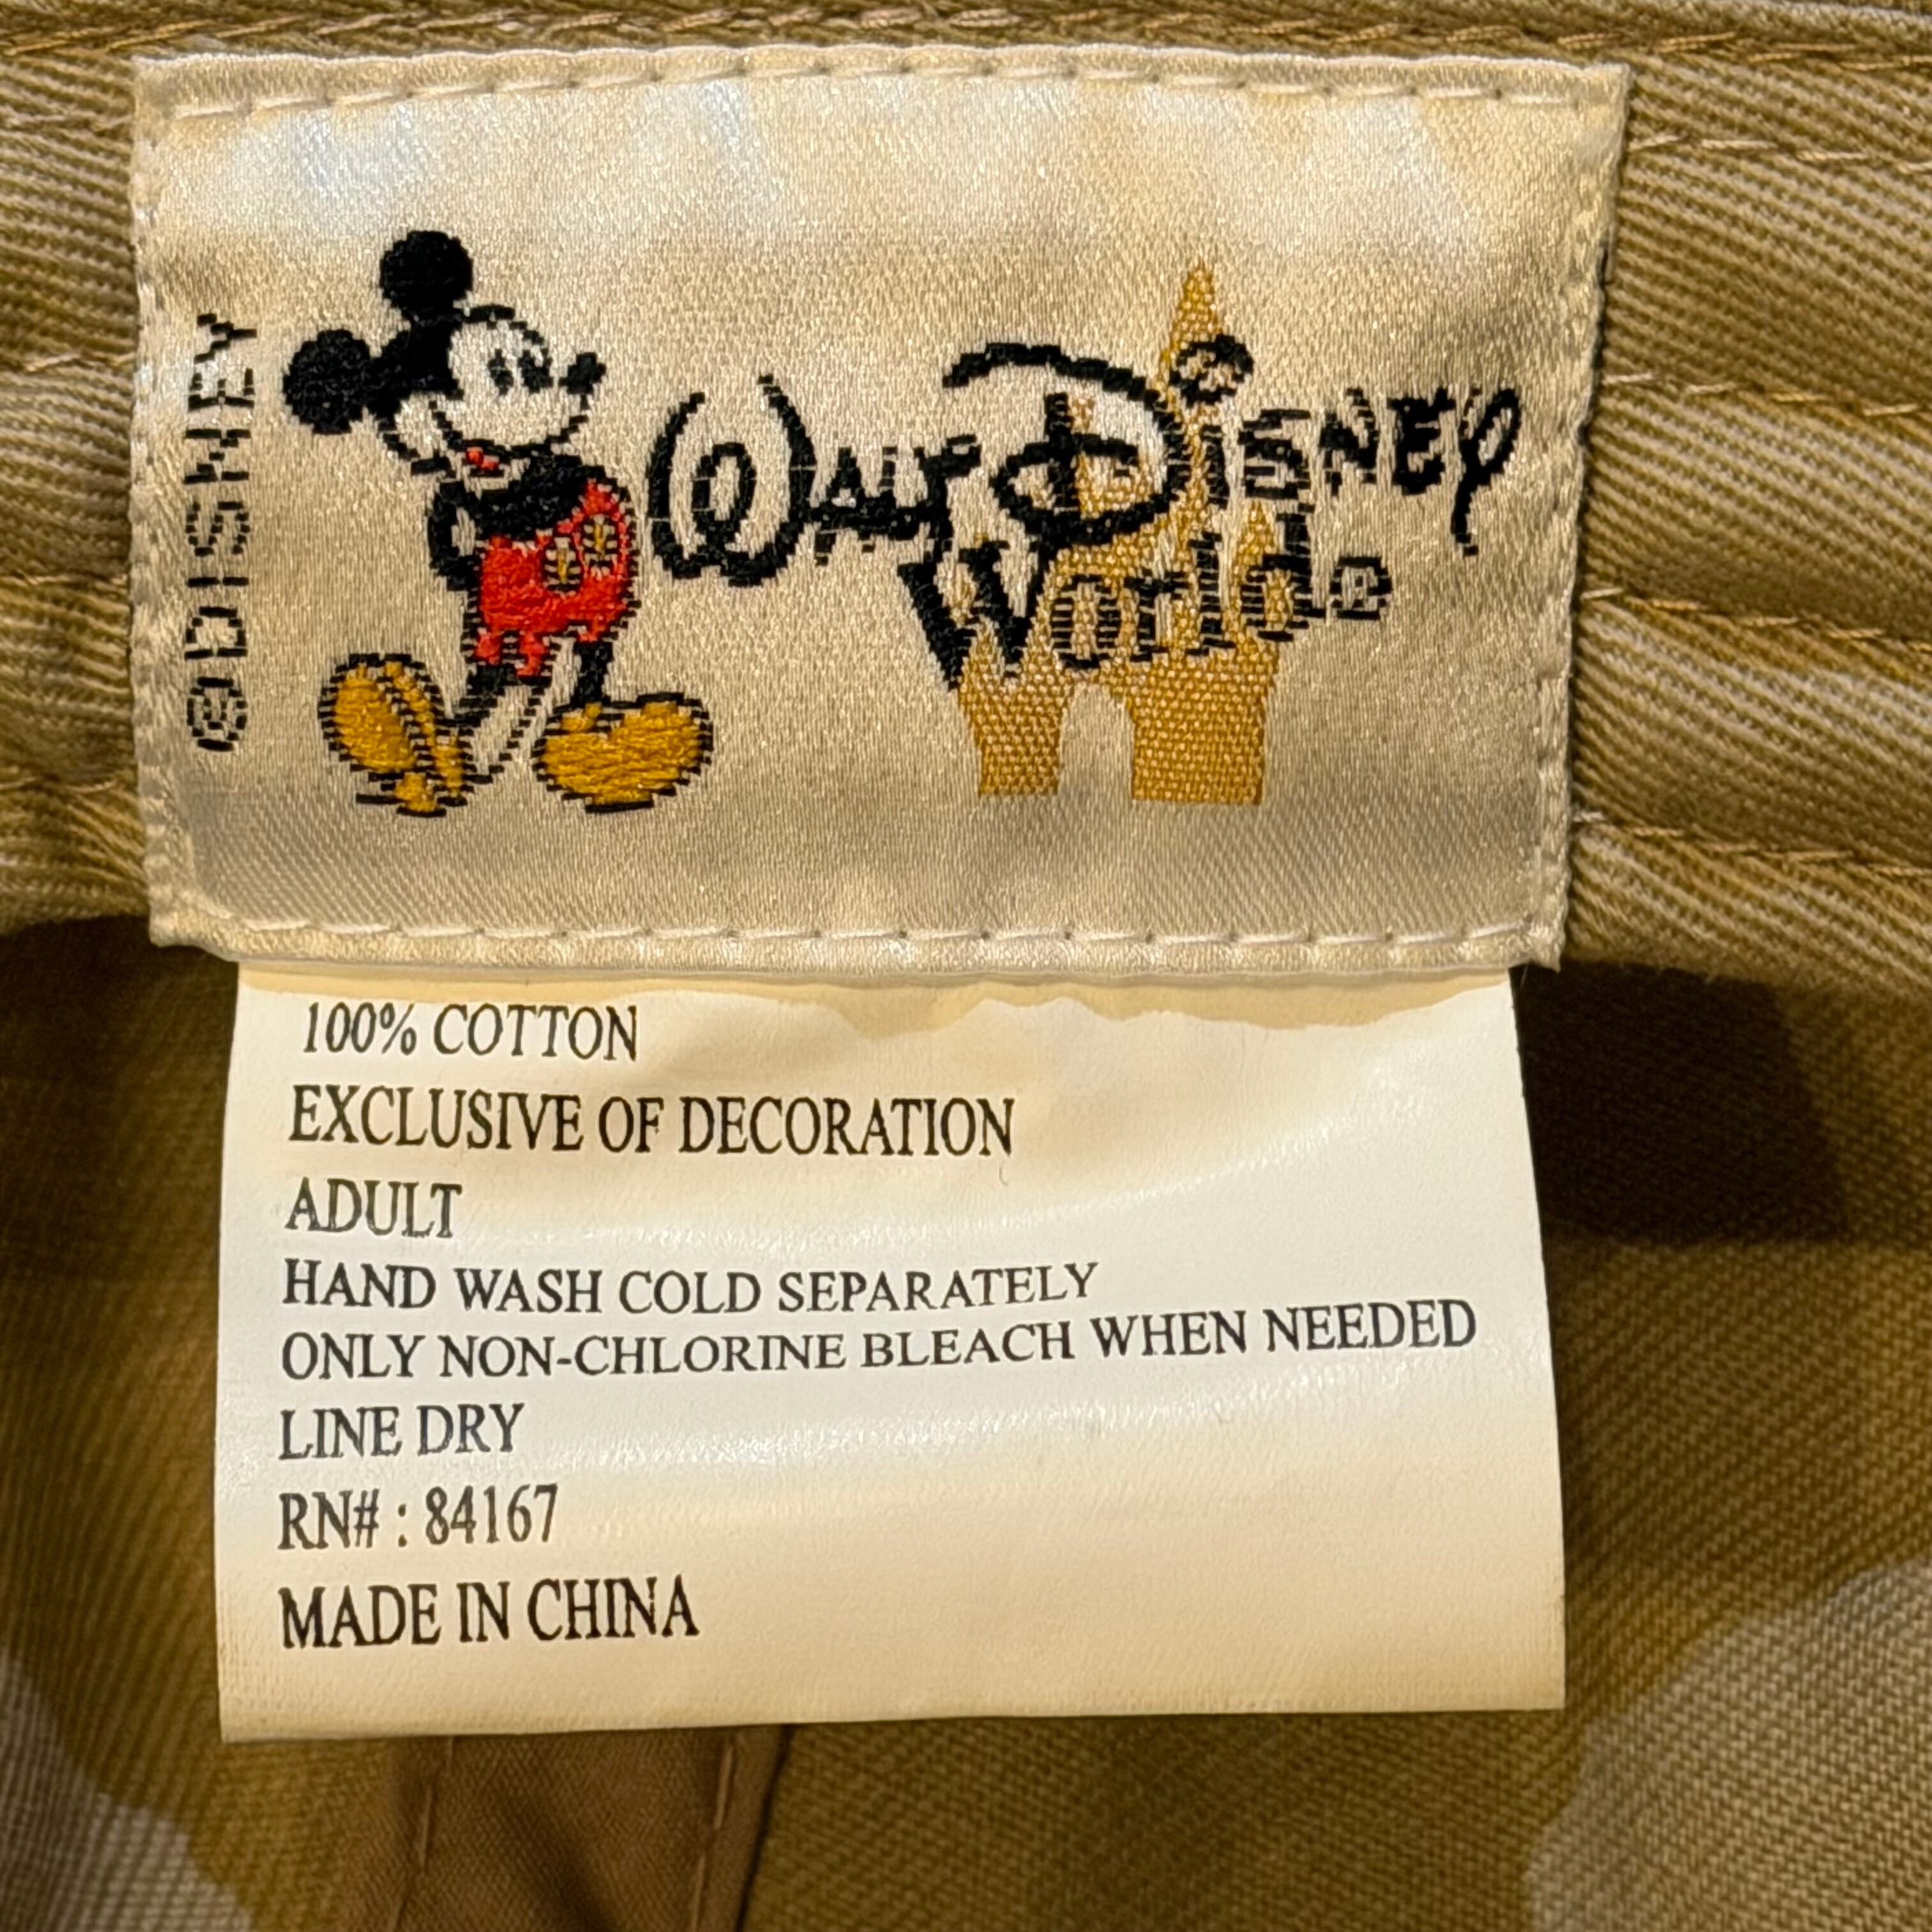 ©DISNEY
WALT DISNEY
World®
100% COTTON
EXCLUSIVE OF DECORATION
ADULT
HAND WASH COLD SEPARATELY
ONLY NON-CHLORINE BLEACH WHEN NEEDED
LINE DRY
RN# : 84167
MADE IN CHINA